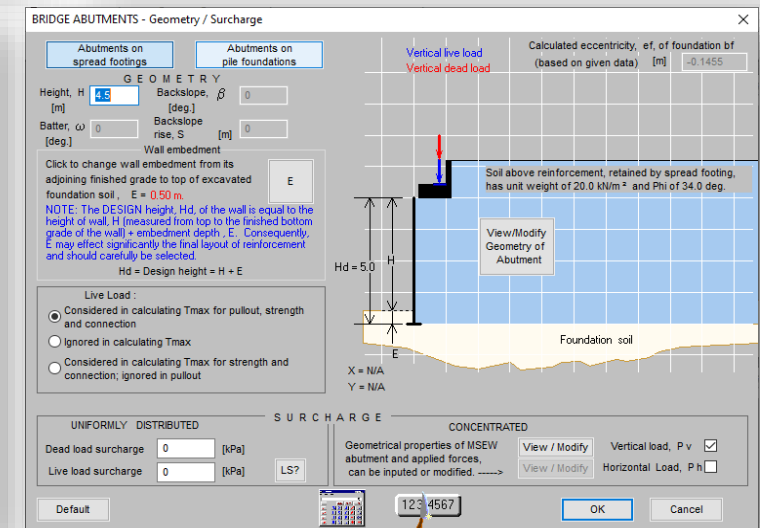 BRIDGE ABUTMENTS - Geometry / Surcharge
Abutments on
spread footings
Abutments on
pile foundations
GEOMETRY
Height, H
[m]
4.5
Backslope, β
[deg.]
0
Batter, ω
[deg.]
0
Backslope
rise, S [m]
0
Wall embedment
Click to change wall embedment from its
adjoining finished grade to top of excavated
foundation soil , E = 0.50 m.
E
NOTE: The DESIGN height, Hd, of the wall is equal to the
height of wall, H (measured from top to the finished bottom
grade of the wall) + embedment depth , E. Consequently,
E may effect significantly the final layout of reinforcement
and should carefully be selected.
Hd = Design height = H + E
Live Load :
Considered in calculating Tmax for pullout, strength
and connection
Ignored in calculating Tmax
Considered in calculating Tmax for strength and
connection; ignored in pullout
Vertical live load
Vertical dead load
Calculated eccentricity, ef, of foundation bf
(based on given data) [m] -0.1455
Soil above reinforcement, retained by spread footing,
has unit weight of 20.0 kN/m ³ and Phi of 34.0 deg.
View/Modify
Geometry of
Abutment
Hd = 5.0
H
E
Foundation soil
X = N/A
Y = N/A
SURCHARGE
UNIFORMLY DISTRIBUTED
Dead load surcharge 0 [kPa]
Live load surcharge 0 [kPa] LS?
CONCENTRATED
Geometrical properties of MSEW
abutment and applied forces,
can be inputed or modified. ----->
View / Modify
View / Modify
Vertical load, P v
Horizontal Load, P h
Default
123.4567
OK
Cancel